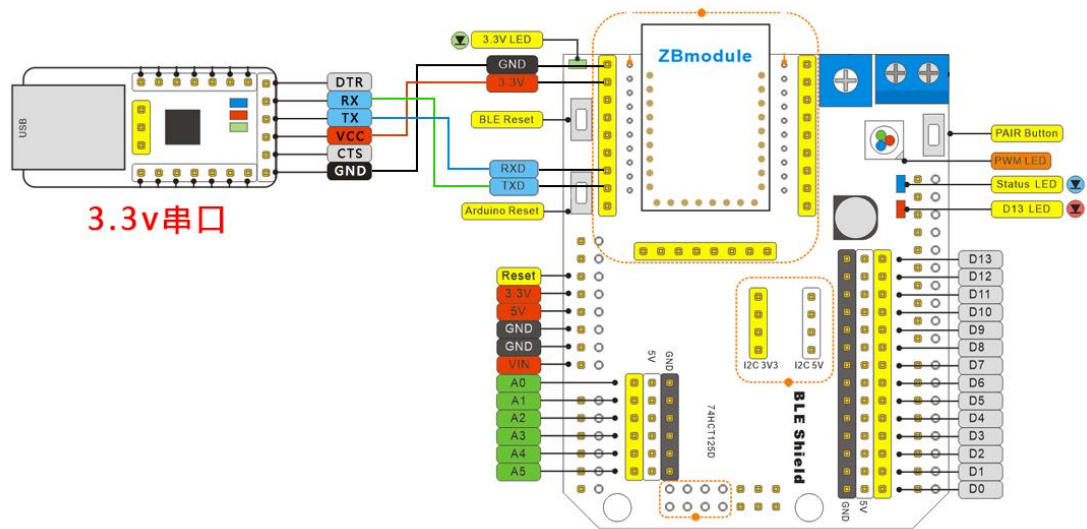 USB
DTR
RX
TX
VCC
CTS
GND
3.3v串口
3.3V LED
GND
3.3V
BLE Reset
RXD
TXD
Arduino Reset
ZBmodule
PAIR Button
PWM LED
Status LED
D13 LED
Reset
3.3V
5V
GND
GND
VIN
A0
A1
A2
A3
A4
A5
5V
GND
74HCT125D
I2C 3V3
I2C 5V
BLE Shield
GND
5V
D13
D12
D11
D10
D9
D8
D7
D6
D5
D4
D3
D2
D1
D0